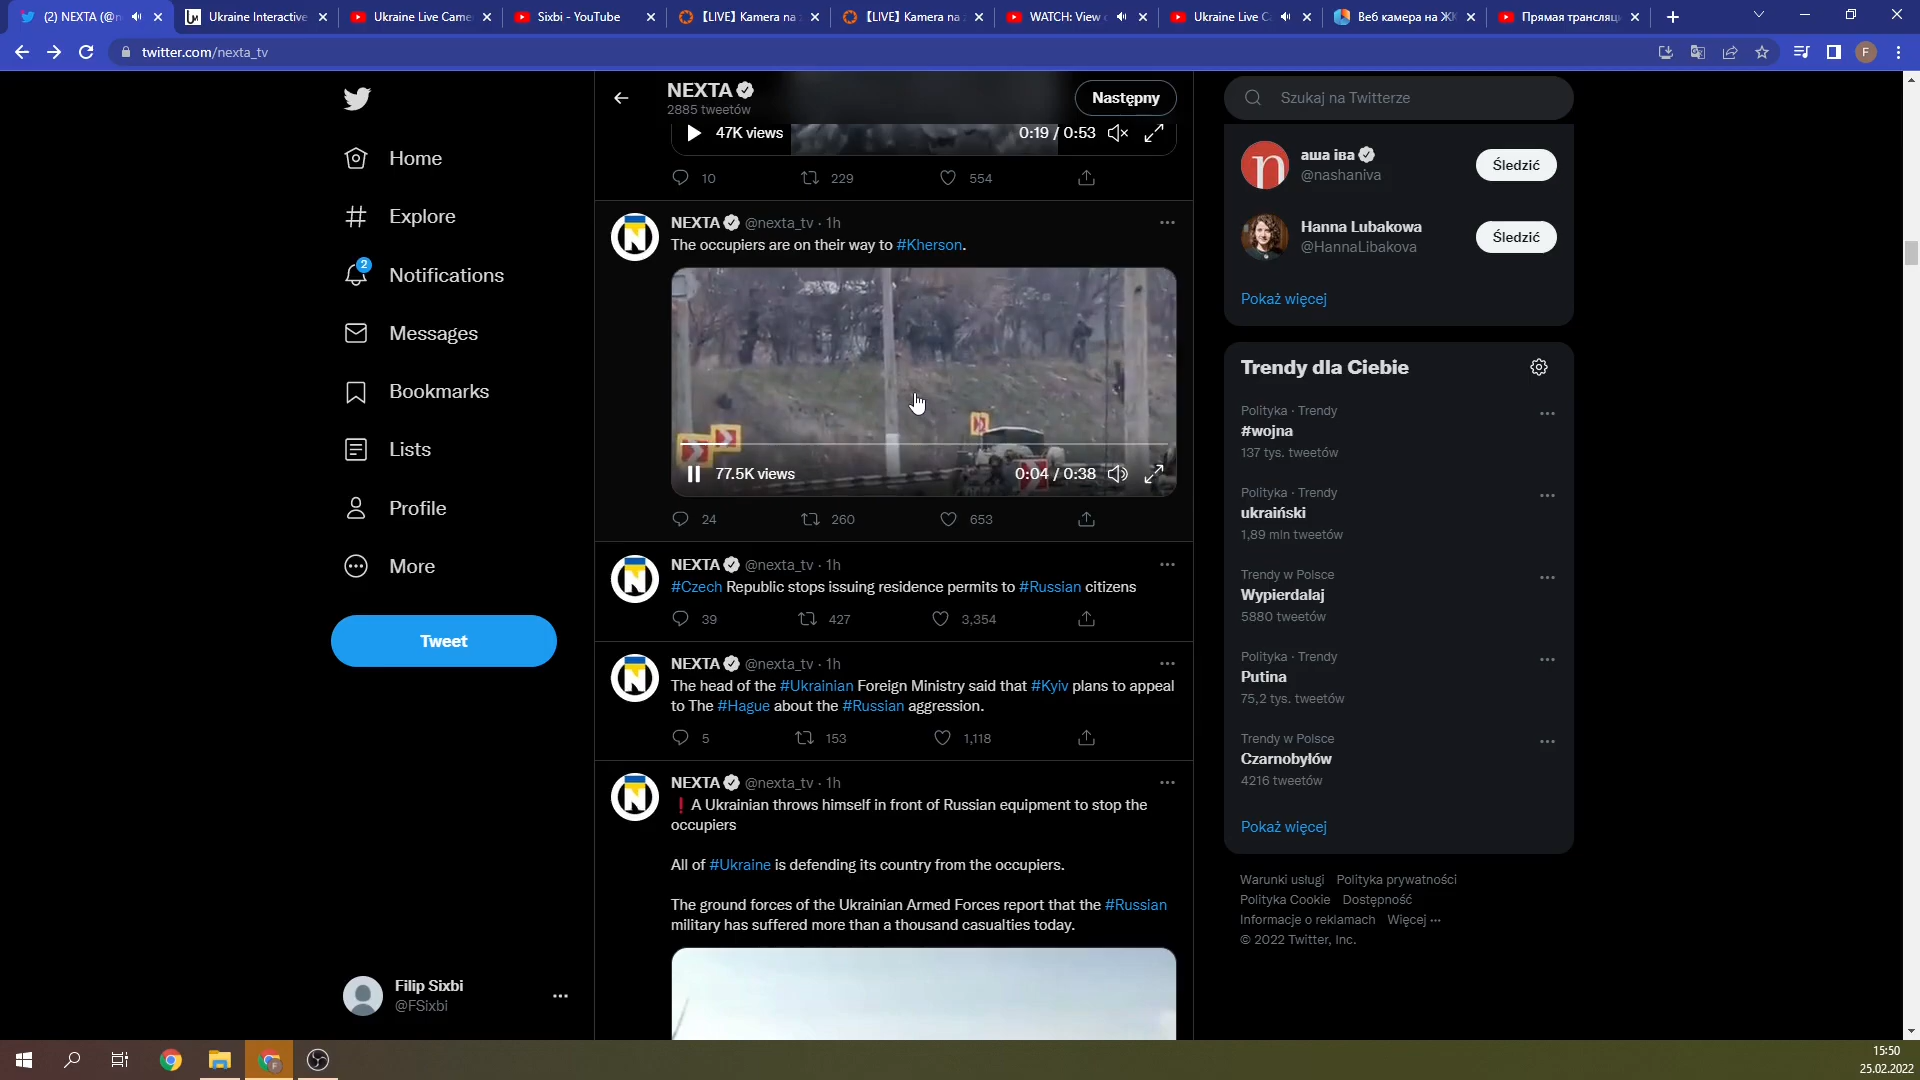 (2) NEXTA (@n
Ukraine Interactive
Ukraine Live Came
Sixbi - YouTube
【LIVE】Kamera na ż
【LIVE】Kamera na ż
WATCH: View
Ukraine Live C
Веб камера на ЖК
Прямая трансляц
twitter.com/nexta_tv
F
Home
Explore
2
Notifications
Messages
Bookmarks
Lists
Profile
More
Tweet
Filip Sixbi
@FSixbi
NEXTA
2885 tweetów
Następny
47K views
0:19 / 0:53
10 229 554
NEXTA @nexta_tv · 1h
The occupiers are on their way to #Kherson.
77.5K views
0:04 / 0:38
24 260 653
NEXTA @nexta_tv · 1h
#Czech Republic stops issuing residence permits to #Russian citizens
39 427 3,354
NEXTA @nexta_tv · 1h
The head of the #Ukrainian Foreign Ministry said that #Kyiv plans to appeal
to The #Hague about the #Russian aggression.
5 153 1,118
NEXTA @nexta_tv · 1h
❗A Ukrainian throws himself in front of Russian equipment to stop the
occupiers
All of #Ukraine is defending its country from the occupiers.
The ground forces of the Ukrainian Armed Forces report that the #Russian
military has suffered more than a thousand casualties today.
Szukaj na Twitterze
n
аша іва
@nashaniva
Śledzić
Hanna Lubakowa
@HannaLibakova
Śledzić
Pokaż więcej
Trendy dla Ciebie
Polityka · Trendy
#wojna
137 tys. tweetów
Polityka · Trendy
ukraiński
1,89 mln tweetów
Trendy w Polsce
Wypierdalaj
5880 tweetów
Polityka · Trendy
Putina
75,2 tys. tweetów
Trendy w Polsce
Czarnobylów
4216 tweetów
Pokaż więcej
Warunki usługi Polityka prywatności
Polityka Cookie Dostępność
Informacje o reklamach Więcej ···
© 2022 Twitter, Inc.
15:50
25.02.2022